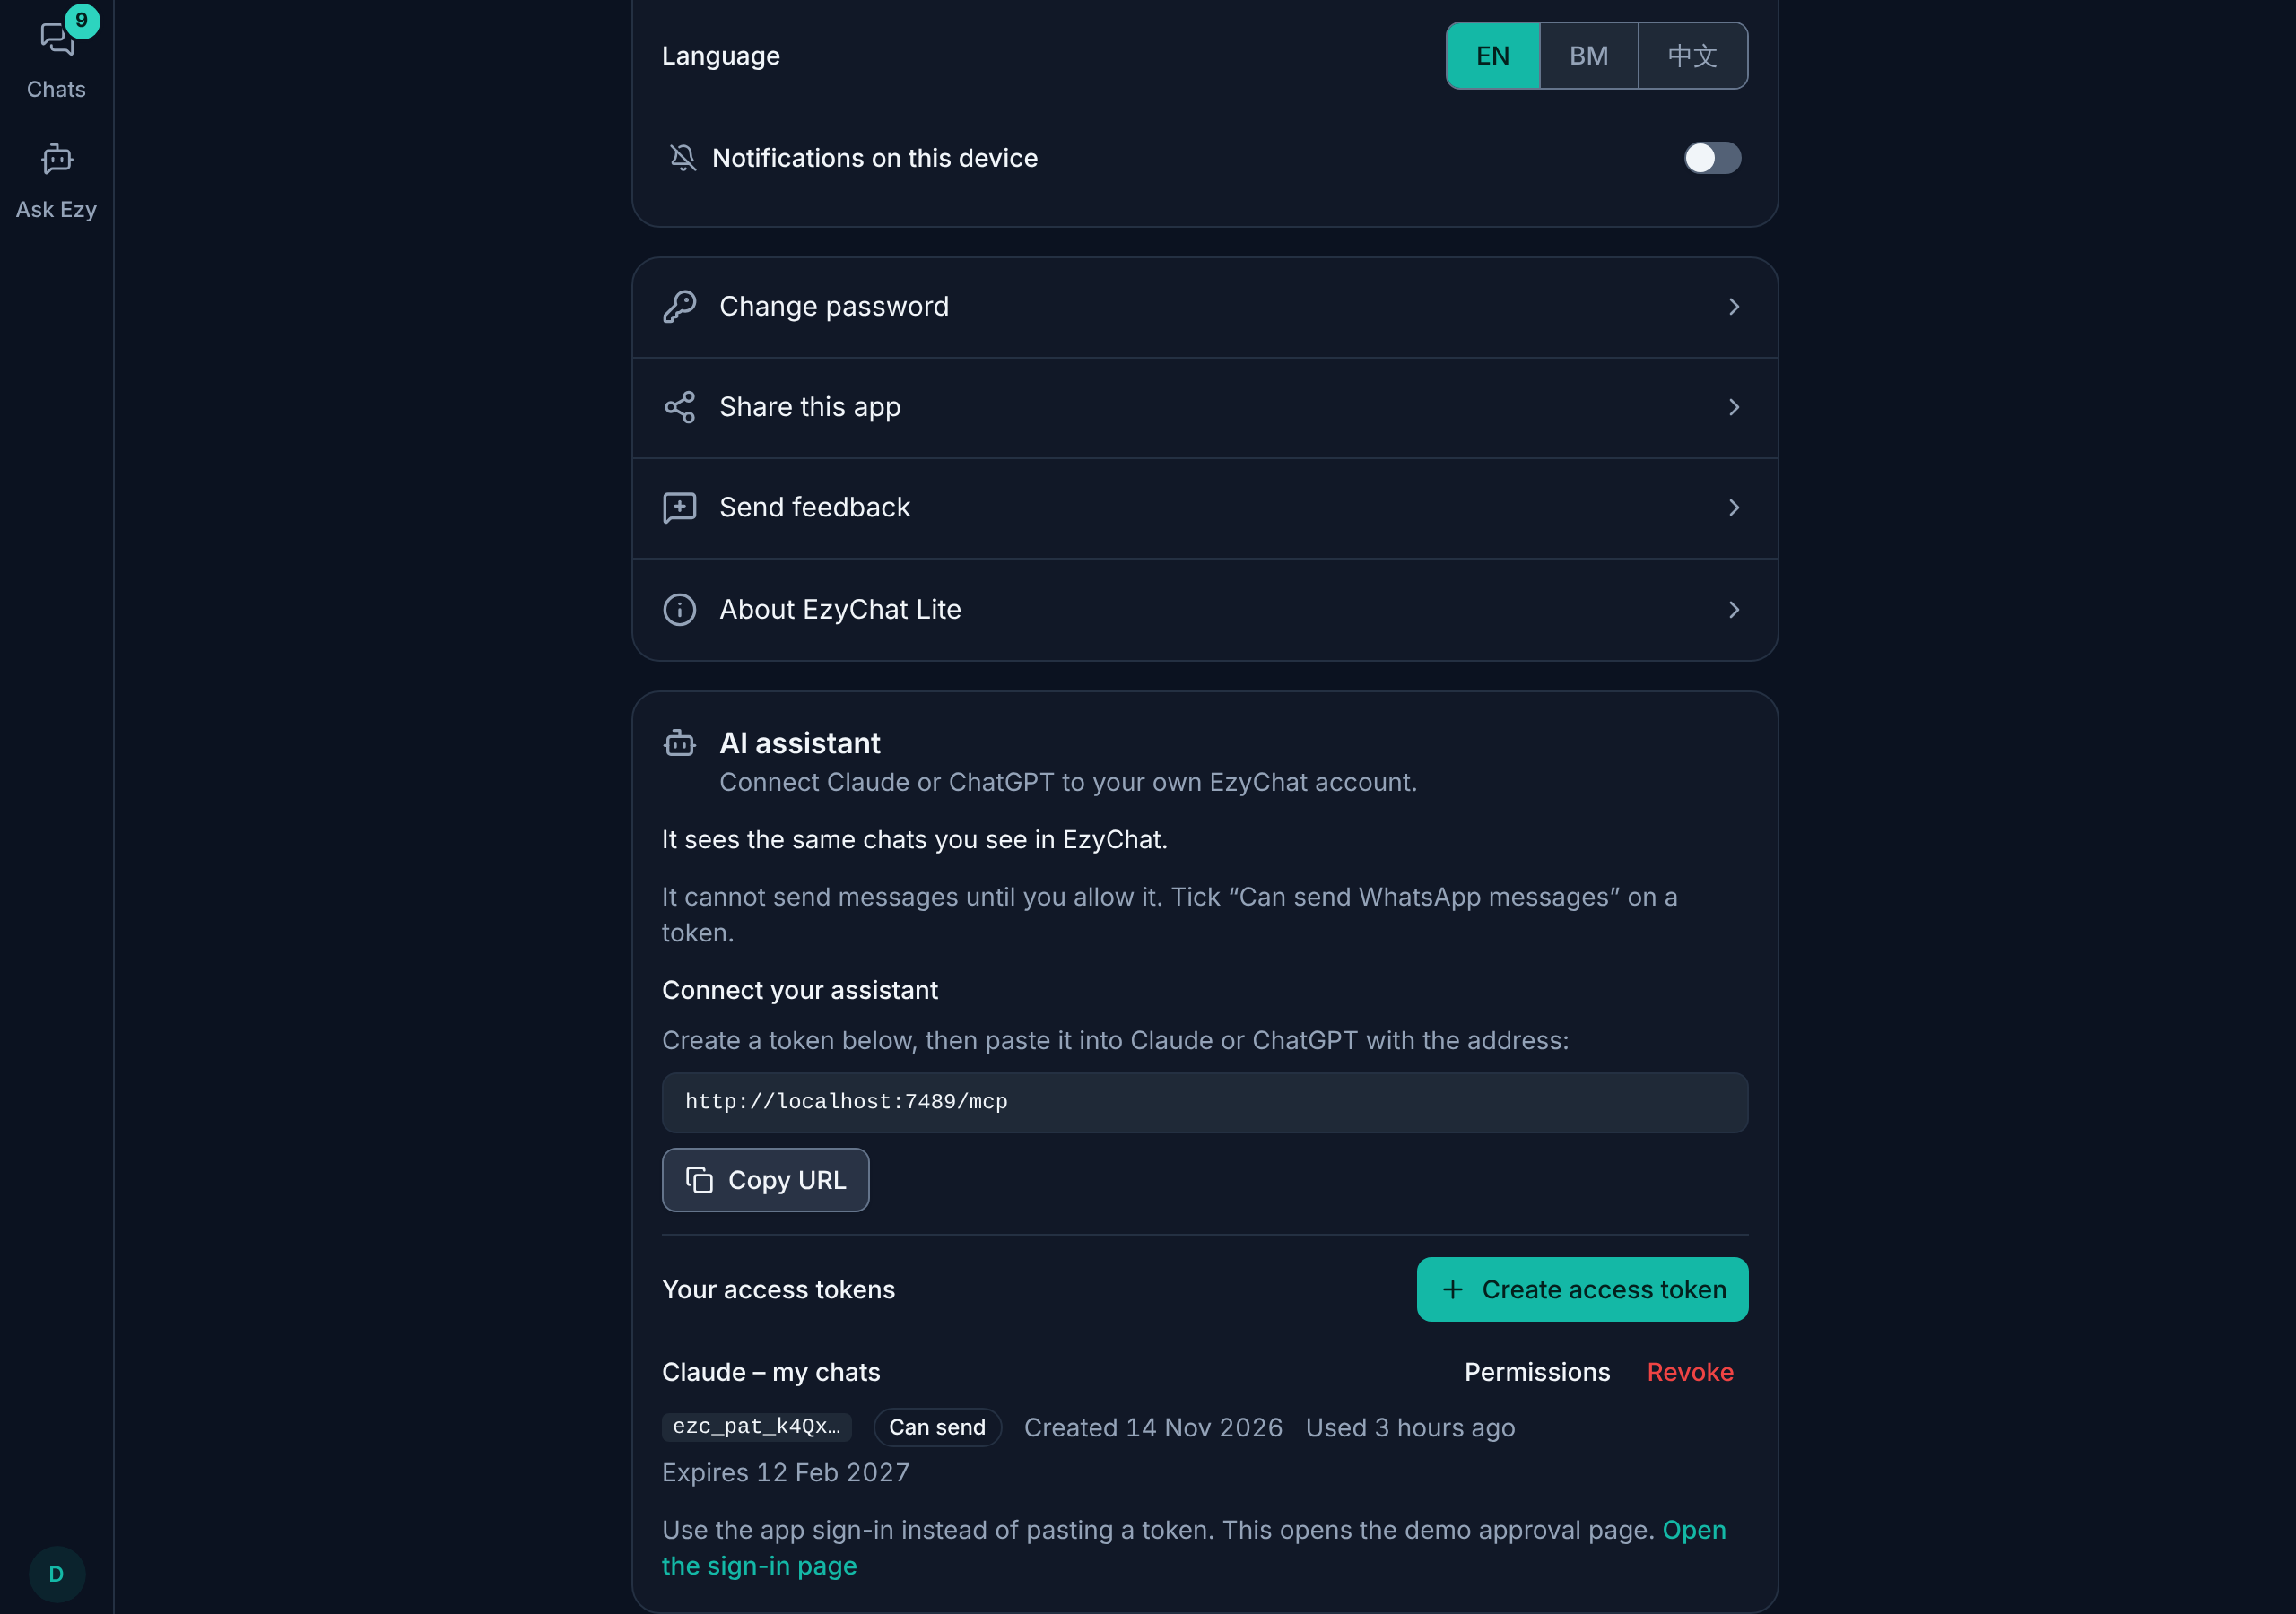 9
Chats
Ask Ezy
Language
EN
BM
中文
Notifications on this device
Change password
Share this app
Send feedback
About EzyChat Lite
AI assistant
Connect Claude or ChatGPT to your own EzyChat account.
It sees the same chats you see in EzyChat.
It cannot send messages until you allow it. Tick “Can send WhatsApp messages” on a
token.
Connect your assistant
Create a token below, then paste it into Claude or ChatGPT with the address:
http://localhost:7489/mcp
Copy URL
Your access tokens
+ Create access token
Claude – my chats
Permissions
Revoke
ezc_pat_k4Qx…
Can send
Created 14 Nov 2026
Used 3 hours ago
Expires 12 Feb 2027
Use the app sign-in instead of pasting a token. This opens the demo approval page. Open
the sign-in page
D